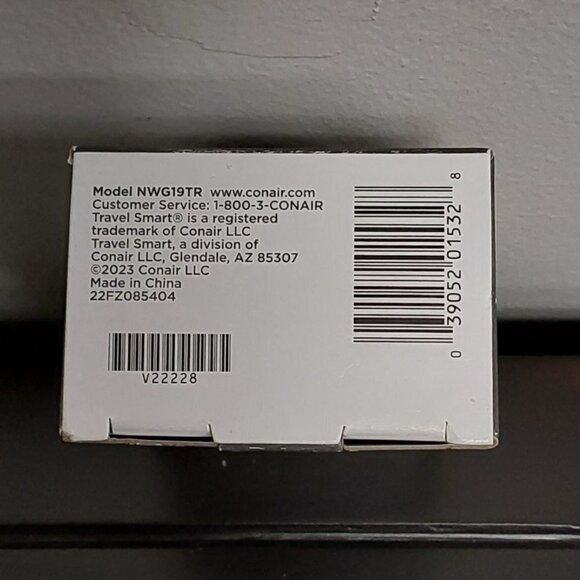 Model NWG19TR www.conair.com
Customer Service: 1-800-3-CONAIR
Travel Smart® is a registered
trademark of Conair LLC
Travel Smart, a division of
Conair LLC, Glendale, AZ 85307
©2023 Conair LLC
Made in China
22FZ085404
V22228
0 39052 01532 8